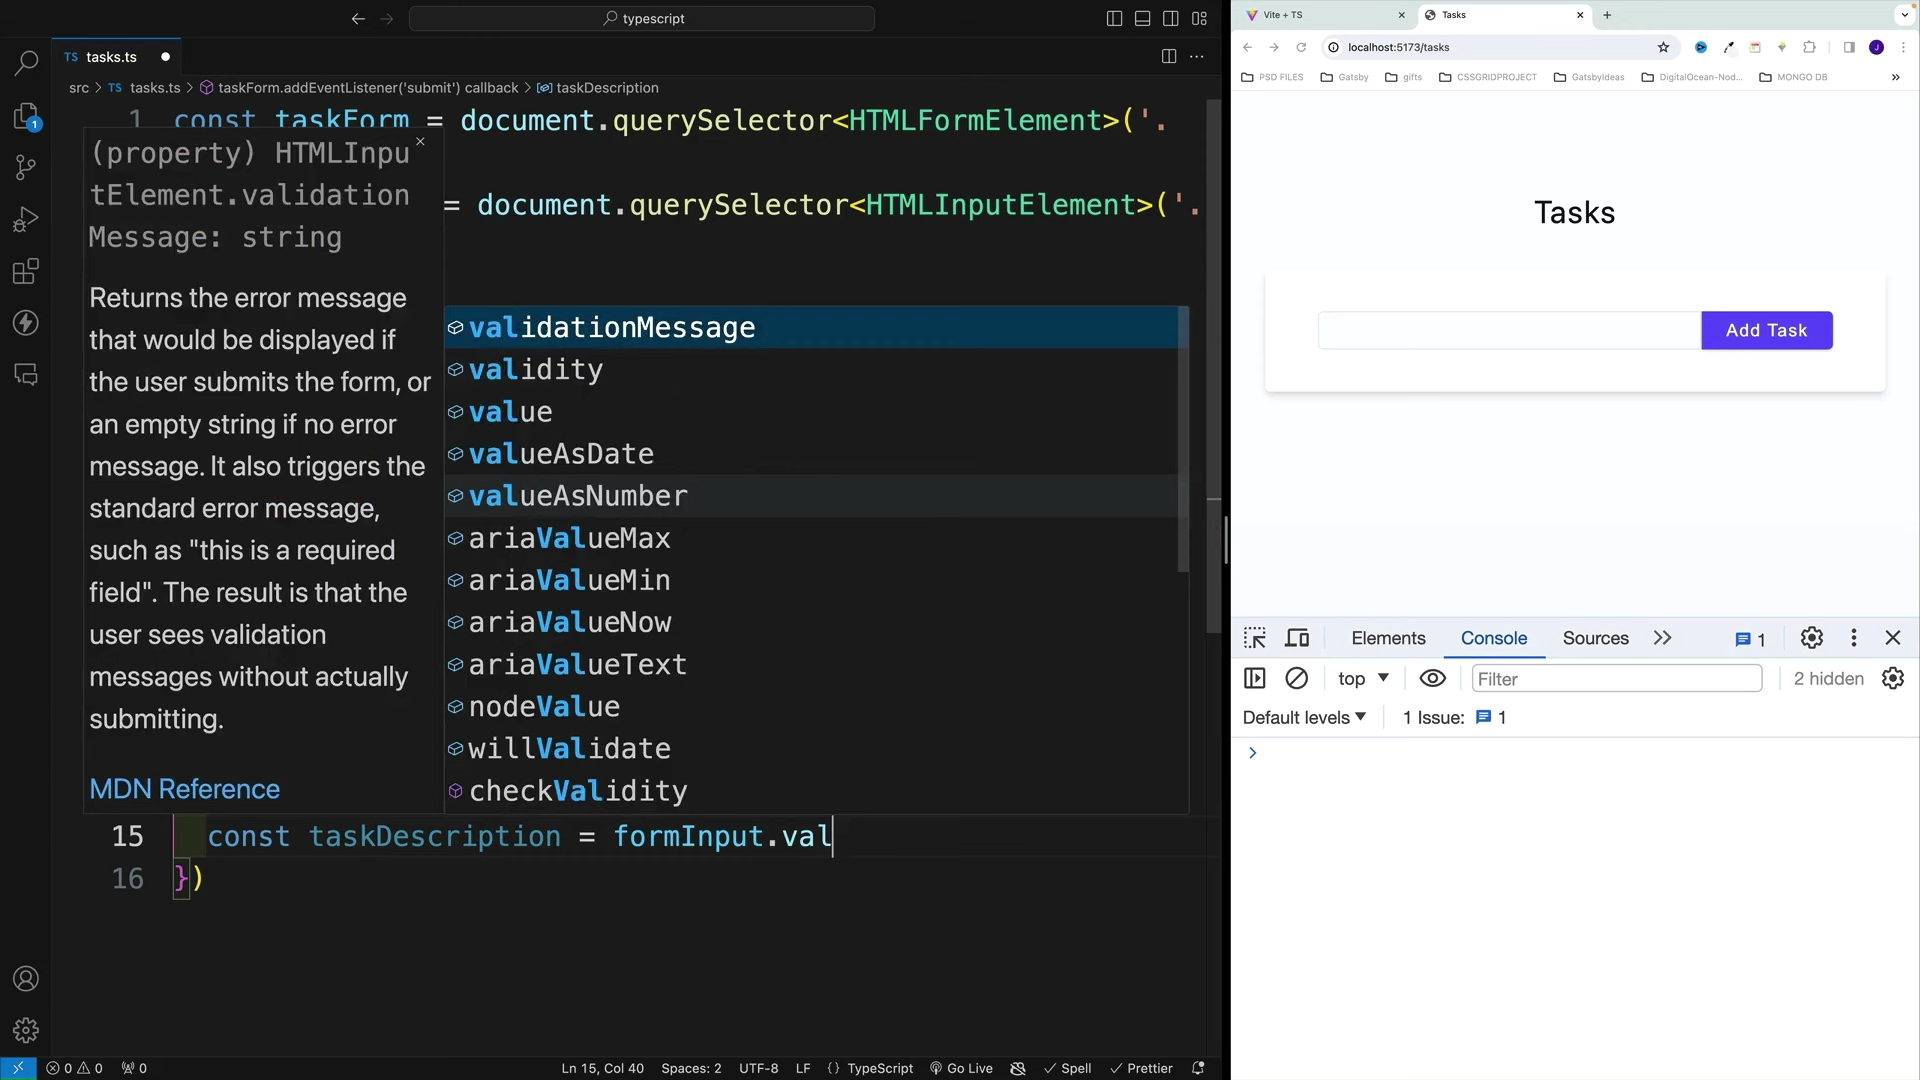 typescript
TS tasks.ts
src > TS tasks.ts > taskForm.addEventListener('submit') callback > taskDescription
1 const taskForm = document.querySelector<HTMLFormElement>('.
= document.querySelector<HTMLInputElement>('.
(property) HTMLInpu
tElement.validation
Message: string
Returns the error message
that would be displayed if
the user submits the form, or
an empty string if no error
message. It also triggers the
standard error message,
such as "this is a required
field". The result is that the
user sees validation
messages without actually
submitting.
MDN Reference
validationMessage
validity
value
valueAsDate
valueAsNumber
ariaValueMax
ariaValueMin
ariaValueNow
ariaValueText
nodeValue
willValidate
checkValidity
15 const taskDescription = formInput.val
16 })
1
0 0 0
Ln 15, Col 40 Spaces: 2 UTF-8 LF {} TypeScript Go Live Spell Prettier
Vite + TS
Tasks
localhost:5173/tasks
J
PSD FILES Gatsby gifts CSSGRIDPROJECT GatsbyIdeas DigitalOcean-Nod... MONGO DB »
Tasks
Add Task
Elements Console Sources 1
top Filter 2 hidden
Default levels 1 Issue: 1